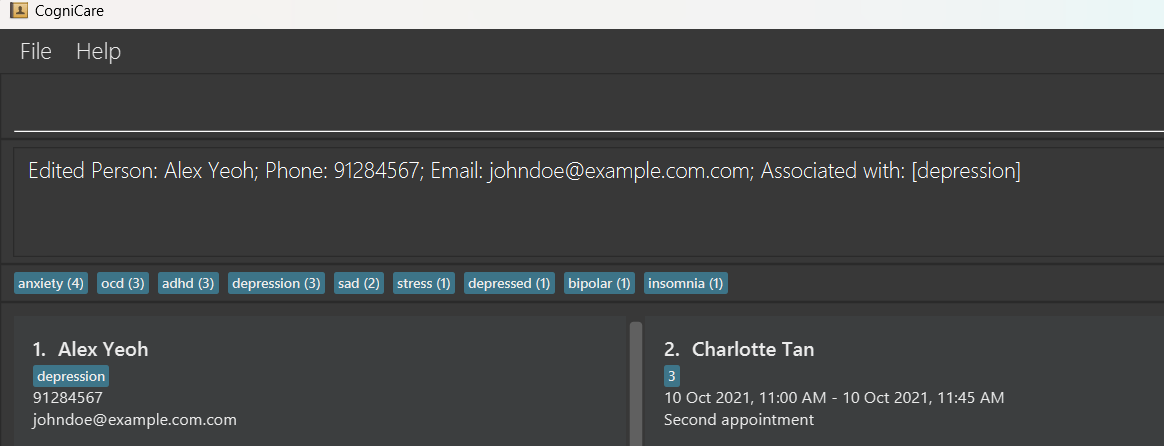 CogniCare
File Help
Edited Person: Alex Yeoh; Phone: 91284567; Email: johndoe@example.com.com; Associated with: [depression]
anxiety (4) ocd (3) adhd (3) depression (3) sad (2) stress (1) depressed (1) bipolar (1) insomnia (1)
1. Alex Yeoh
depression
91284567
johndoe@example.com.com
2. Charlotte Tan
3
10 Oct 2021, 11:00 AM - 10 Oct 2021, 11:45 AM
Second appointment